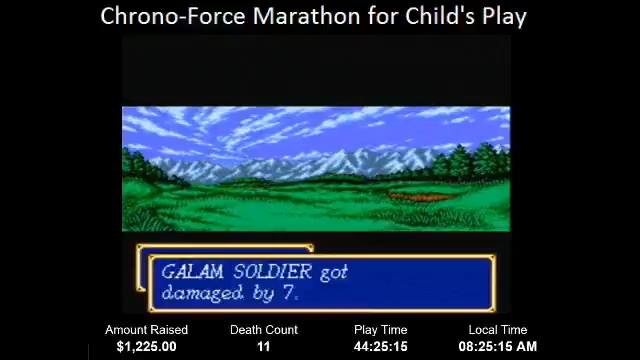 Chrono-Force Marathon for Child's Play
GALAM SOLDIER got
damaged by 7.
Amount Raised Death Count Play Time Local Time
$1,225.00 11 44:25:15 08:25:15 AM